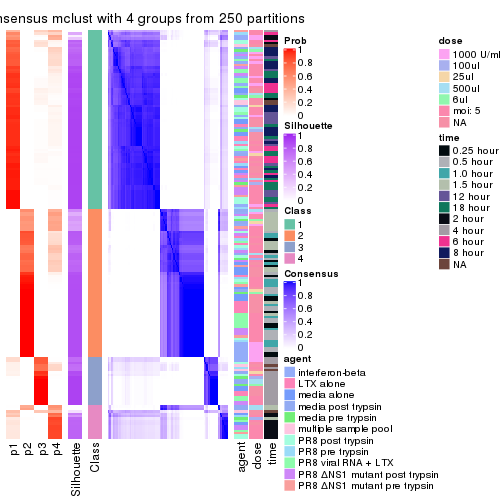 nsensus mclust with 4 groups from 250 partitions
Prob
1
0.8
0.6
0.4
0.2
0
Silhouette
1
0.8
0.6
0.4
0.2
0
Class
1
2
3
4
Consensus
1
0.8
0.6
0.4
0.2
0
agent
interferon-beta
LTX alone
media alone
media post trypsin
media pre trypsin
multiple sample pool
PR8 post trypsin
PR8 pre trypsin
PR8 viral RNA + LTX
PR8 ΔNS1 mutant post trypsin
PR8 ΔNS1 mutant pre trypsin
dose
1000 U/ml
100ul
25ul
500ul
6ul
moi: 5
NA
time
0.25 hour
0.5 hour
1.0 hour
1.5 hour
12 hour
18 hour
2 hour
4 hour
6 hour
8 hour
NA
p1
p2
p3
p4
Silhouette
Class
agent
dose
time